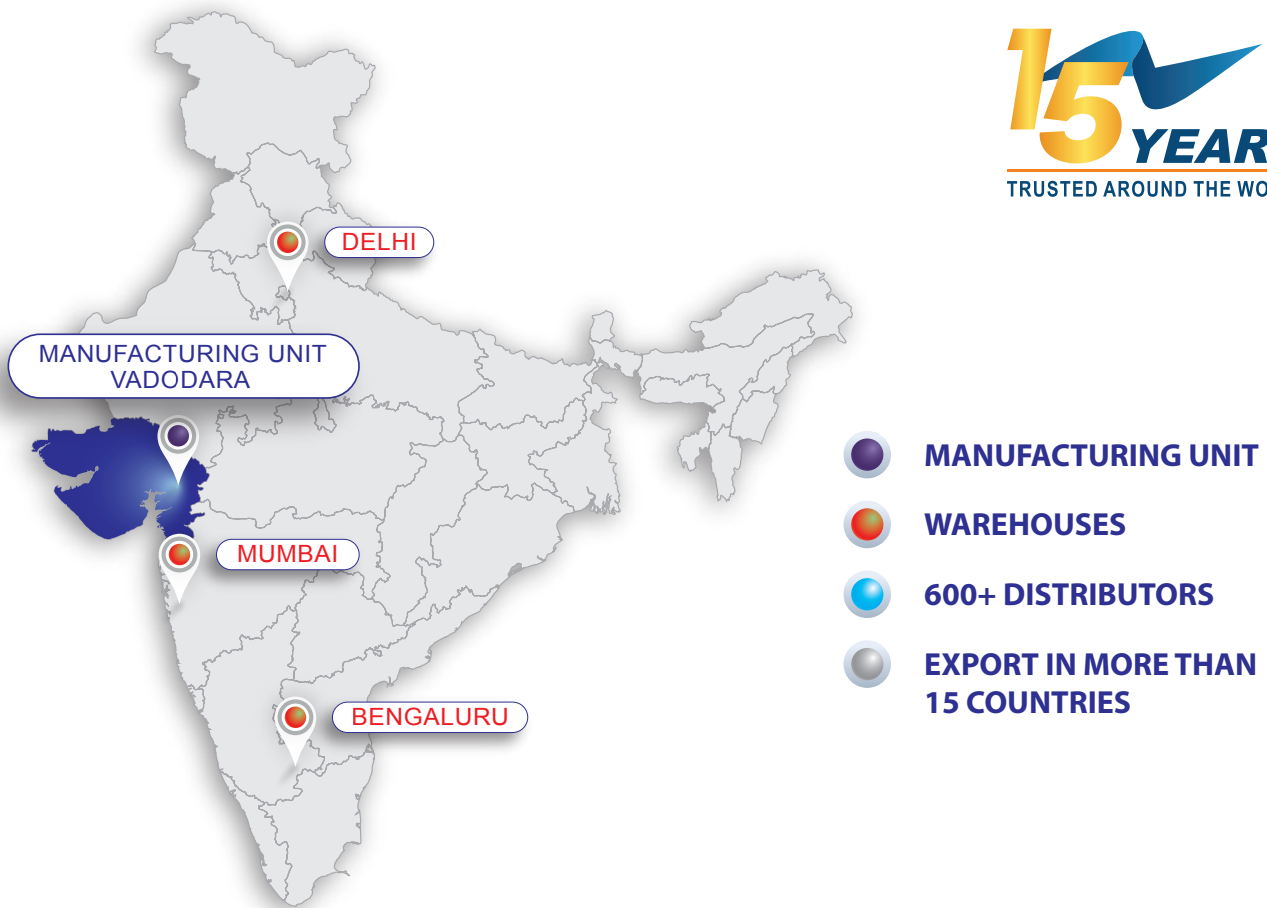 15 YEAR
TRUSTED AROUND THE WO
DELHI
MANUFACTURING UNIT
VADODARA
MUMBAI
BENGALURU
MANUFACTURING UNIT
WAREHOUSES
600+ DISTRIBUTORS
EXPORT IN MORE THAN
15 COUNTRIES